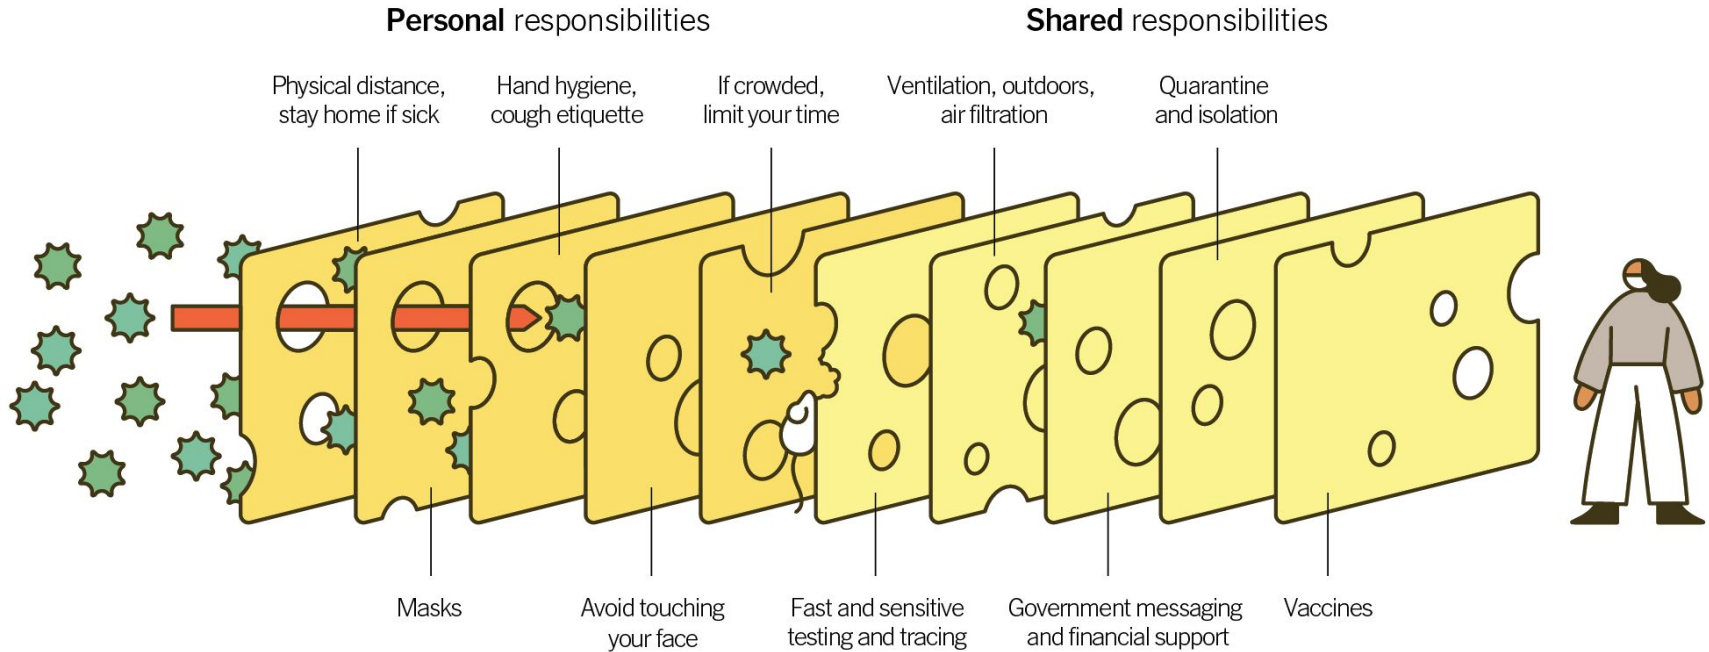 Personal responsibilities
Shared responsibilities
Physical distance,
stay home if sick
Hand hygiene,
cough etiquette
If crowded,
limit your time
Ventilation, outdoors,
air filtration
Quarantine
and isolation
Masks
Avoid touching
your face
Fast and sensitive
testing and tracing
Government messaging
and financial support
Vaccines